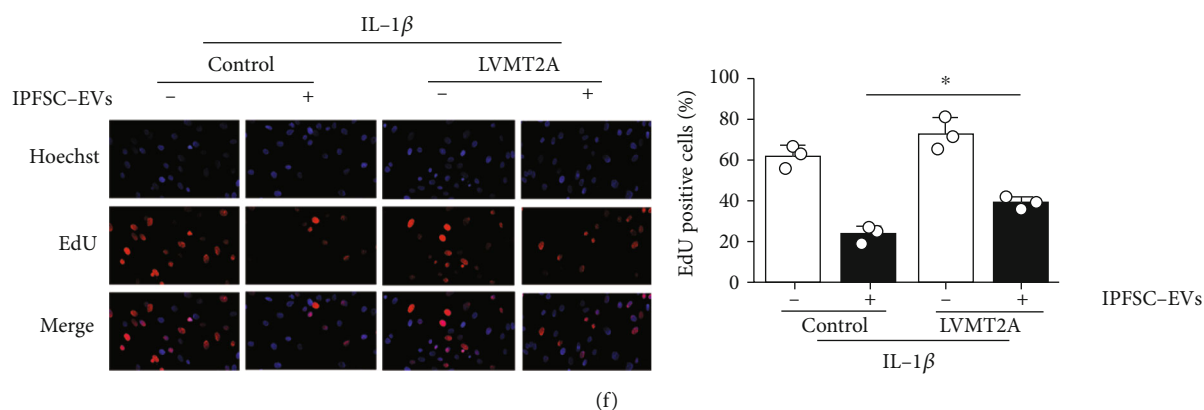 IL–1β
Control LVMT2A
IPFSC–EVs – + – +
Hoechst
EdU
Merge
EdU positive cells (%)
100
80
60
40
20
0
*
– + – + IPFSC–EVs
Control LVMT2A
IL–1β
(f)